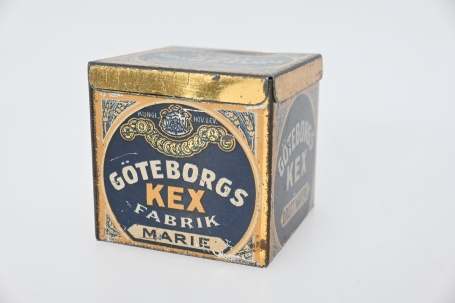 KUNGL. HOV.LEV.
GÖTEBORGS
KEX
FABRIK
MARIE
GÖTEBORGS
KEX